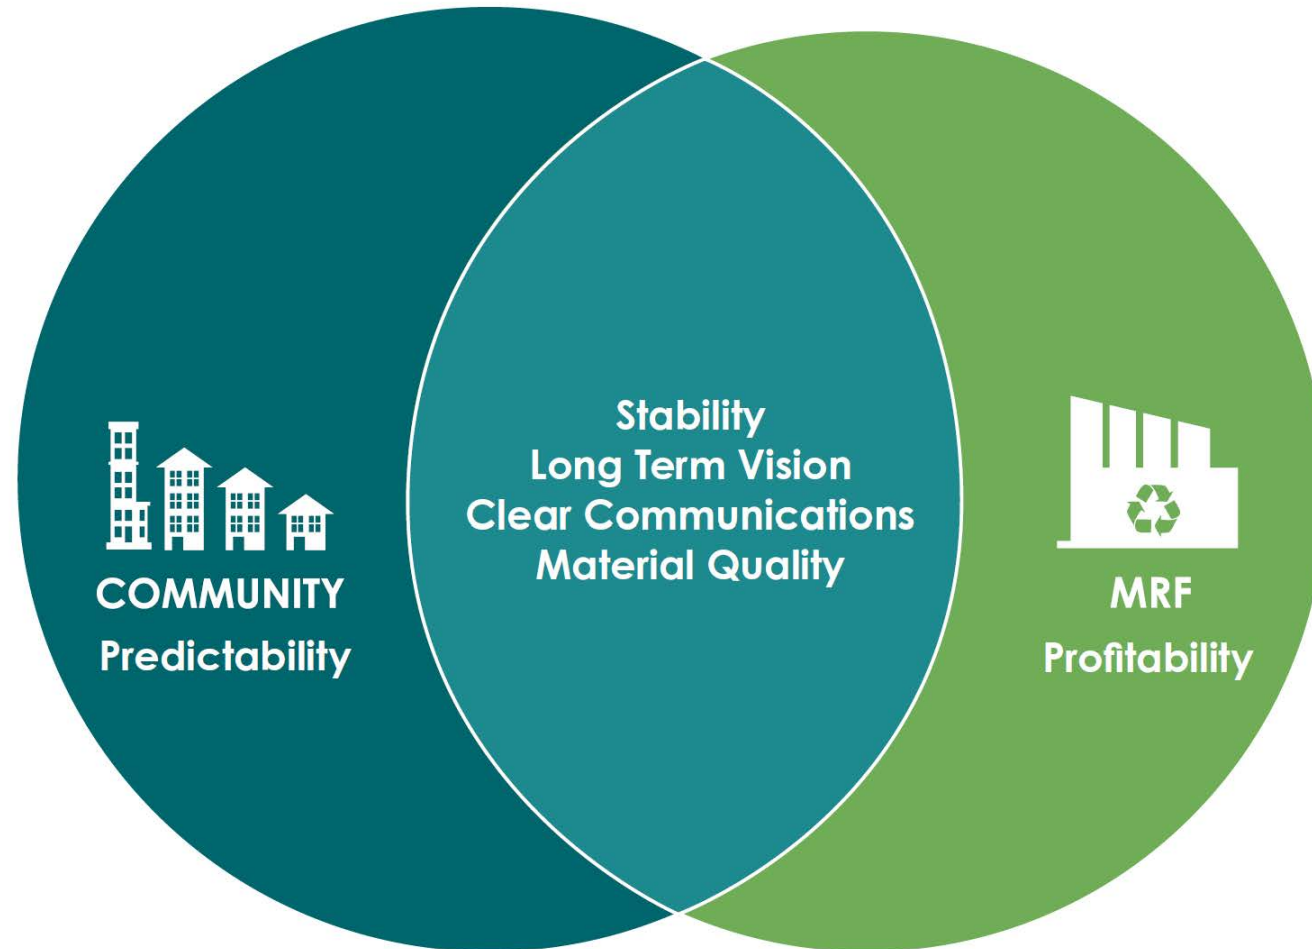 COMMUNITY
Predictability
Stability
Long Term Vision
Clear Communications
Material Quality
MRF
Profitability